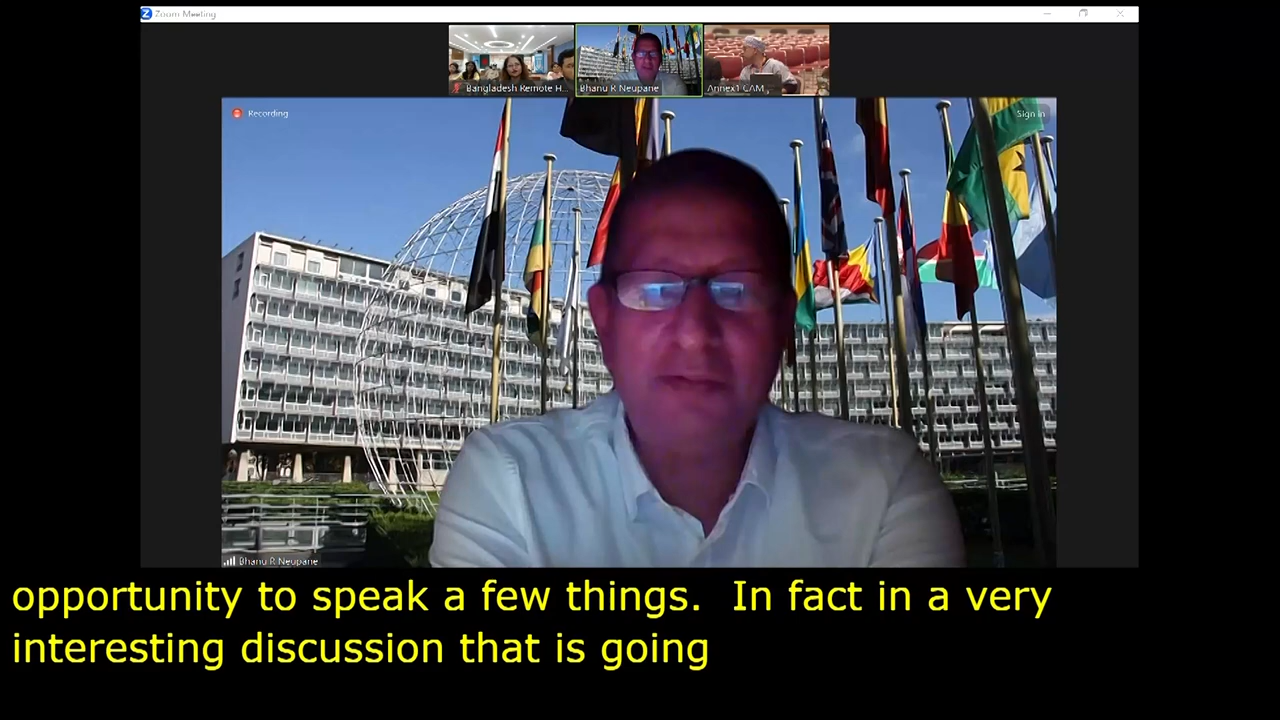 Zoom Meeting
Bangladesh Remote H...
Bhanu R Neupane
Annex1 CAM
Recording
Sign in
Bhanu R Neupane
opportunity to speak a few things.  In fact in a very
interesting discussion that is going